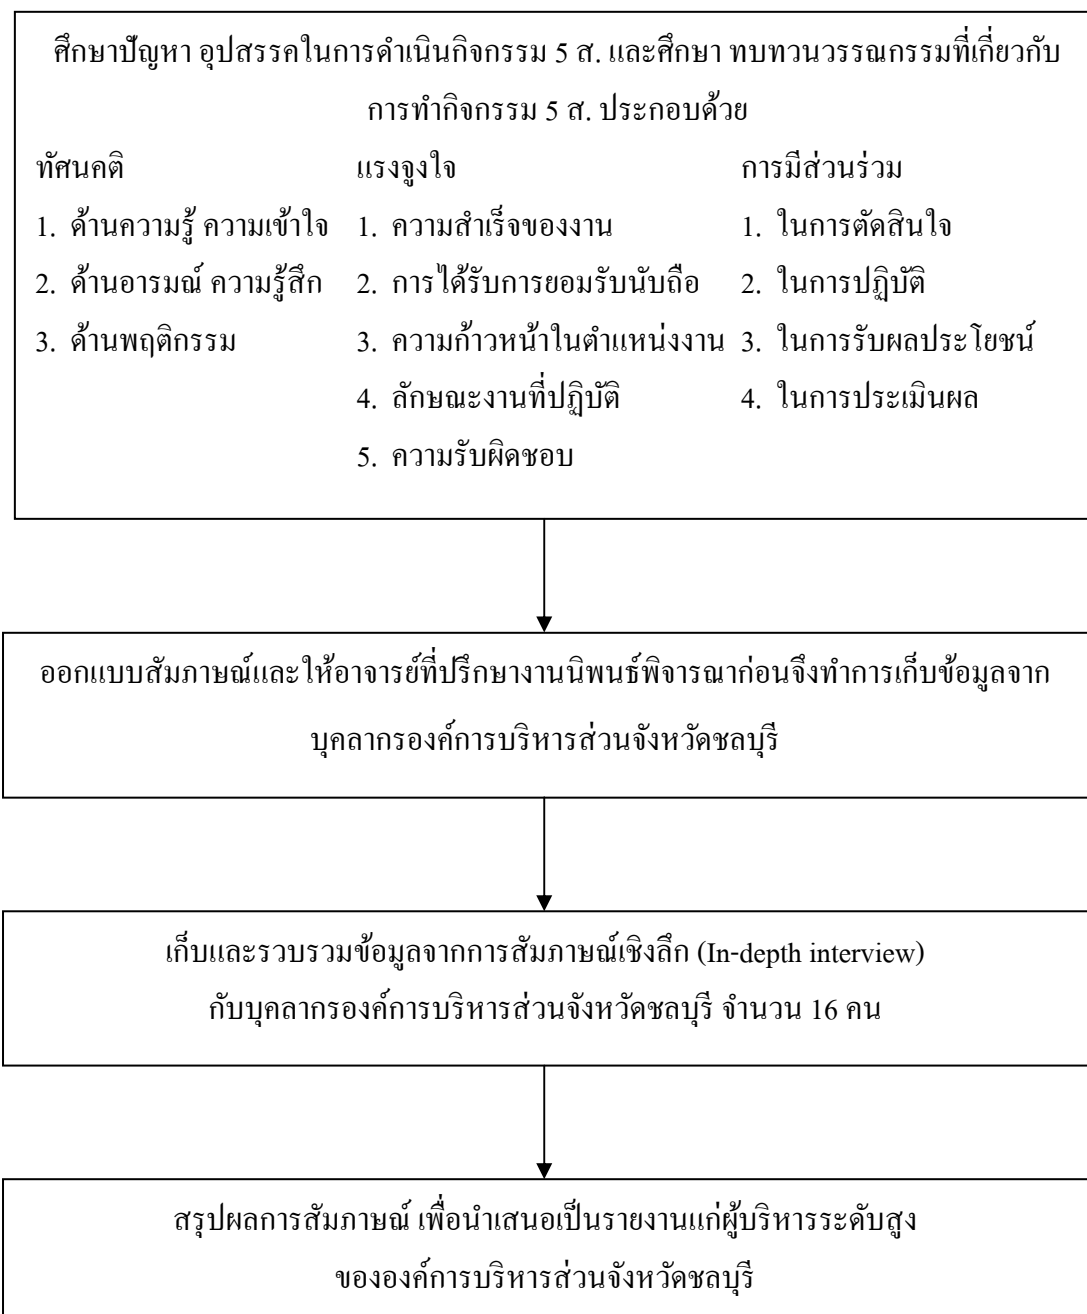 ศึกษาปัญหา อุปสรรคในการดำเนินกิจกรรม 5 ส. และศึกษา ทบทวนวรรณกรรมที่เกี่ยวกับ
การทำกิจกรรม 5 ส. ประกอบด้วย
ทัศนคติ แรงจูงใจ การมีส่วนร่วม
1. ด้านความรู้ ความเข้าใจ 1. ความสำเร็จของงาน 1. ในการตัดสินใจ
2. ด้านอารมณ์ ความรู้สึก 2. การได้รับการยอมรับนับถือ 2. ในการปฏิบัติ
3. ด้านพฤติกรรม 3. ความก้าวหน้าในตำแหน่งงาน 3. ในการรับผลประโยชน์
4. ลักษณะงานที่ปฏิบัติ 4. ในการประเมินผล
5. ความรับผิดชอบ
ออกแบบสัมภาษณ์และให้อาจารย์ที่ปรึกษางานนิพนธ์พิจารณาก่อนจึงทำการเก็บข้อมูลจาก
บุคลากรองค์การบริหารส่วนจังหวัดชลบุรี
เก็บและรวบรวมข้อมูลจากการสัมภาษณ์เชิงลึก (In-depth interview)
กับบุคลากรองค์การบริหารส่วนจังหวัดชลบุรี จำนวน 16 คน
สรุปผลการสัมภาษณ์ เพื่อนำเสนอเป็นรายงานแก่ผู้บริหารระดับสูง
ขององค์การบริหารส่วนจังหวัดชลบุรี